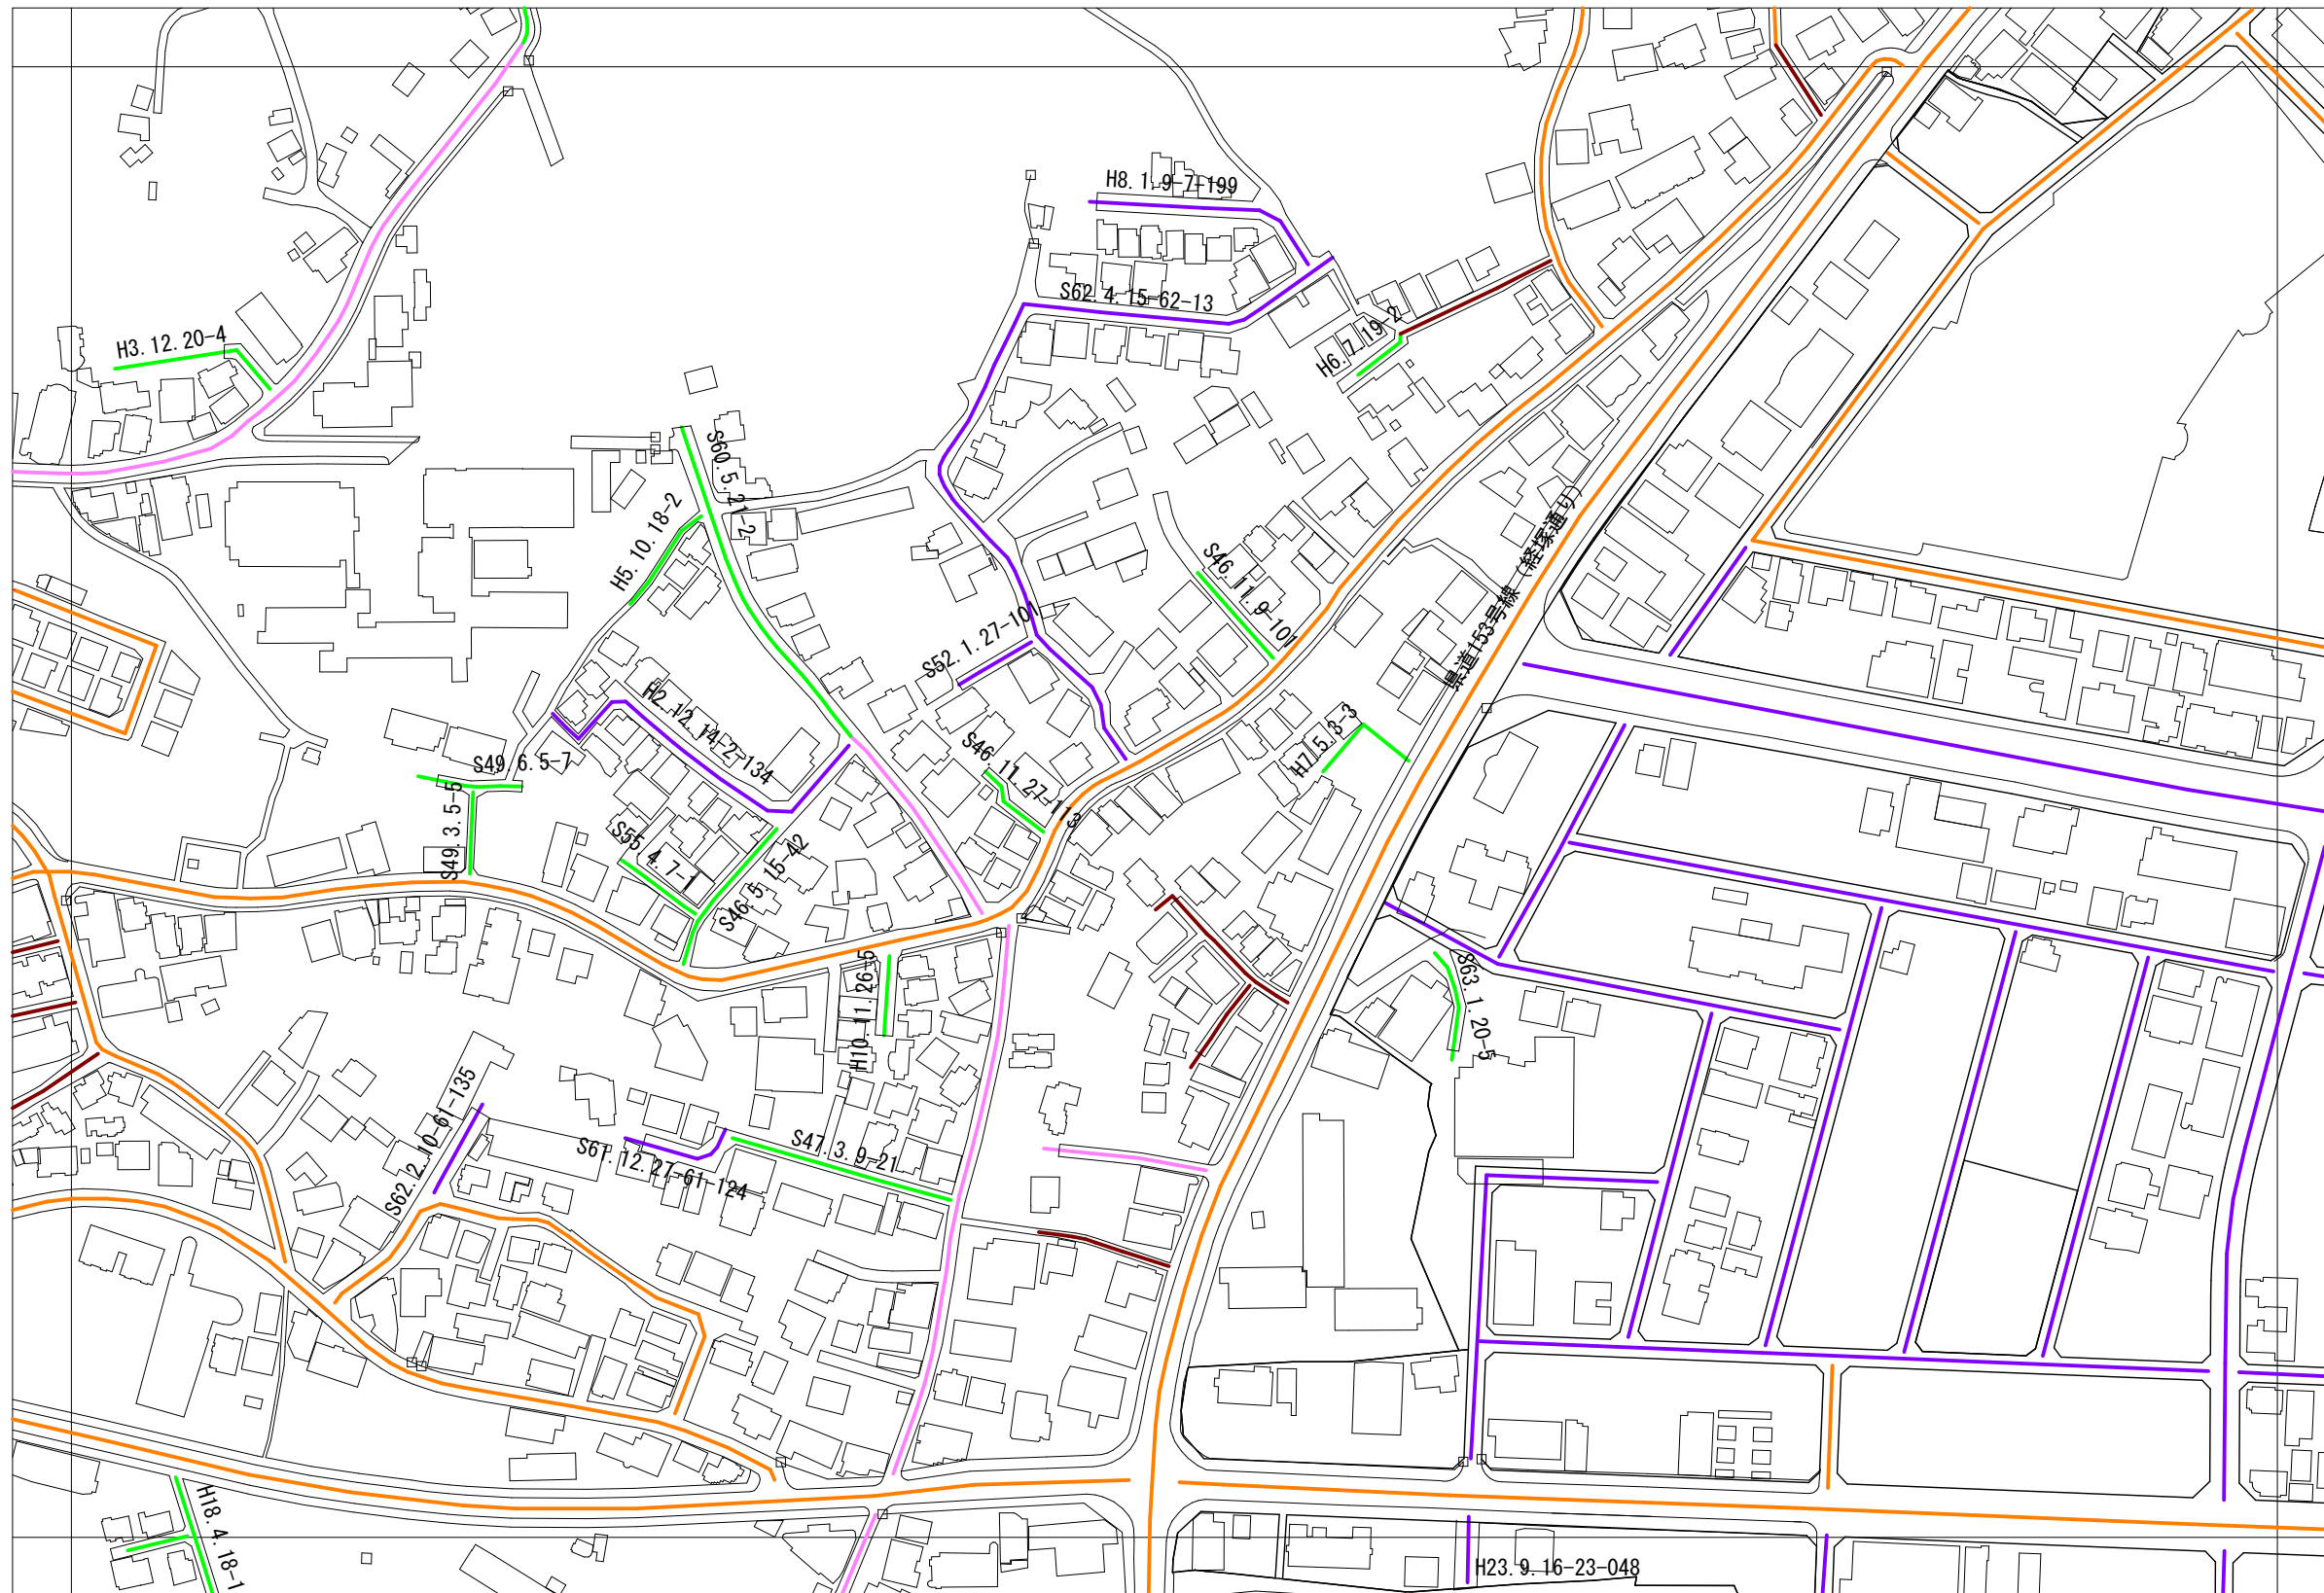 H8. 1. 9-7-199
S62. 4. 15-62-13
H3. 12. 20-4
H6. 7. 19-2
S60. 5. 21-2
H5. 10. 18-2
県道153号線(経塚通り)
S46. 11. 9-101
S52. 1. 27-101
H2. 12. 14-2-134
S46. 11. 27-113
H7. 5. 3-3
S49. 6. 5-7
S49. 3. 5-5
S55. 4. 7-1
S46. 5. 15-42
H10. 11. 26-5
S63. 1. 20-5
S62. 2. 10-61-135
S61. 12. 27-61-124
S47. 3. 9-21
H18. 4. 18-1
H23. 9. 16-23-048